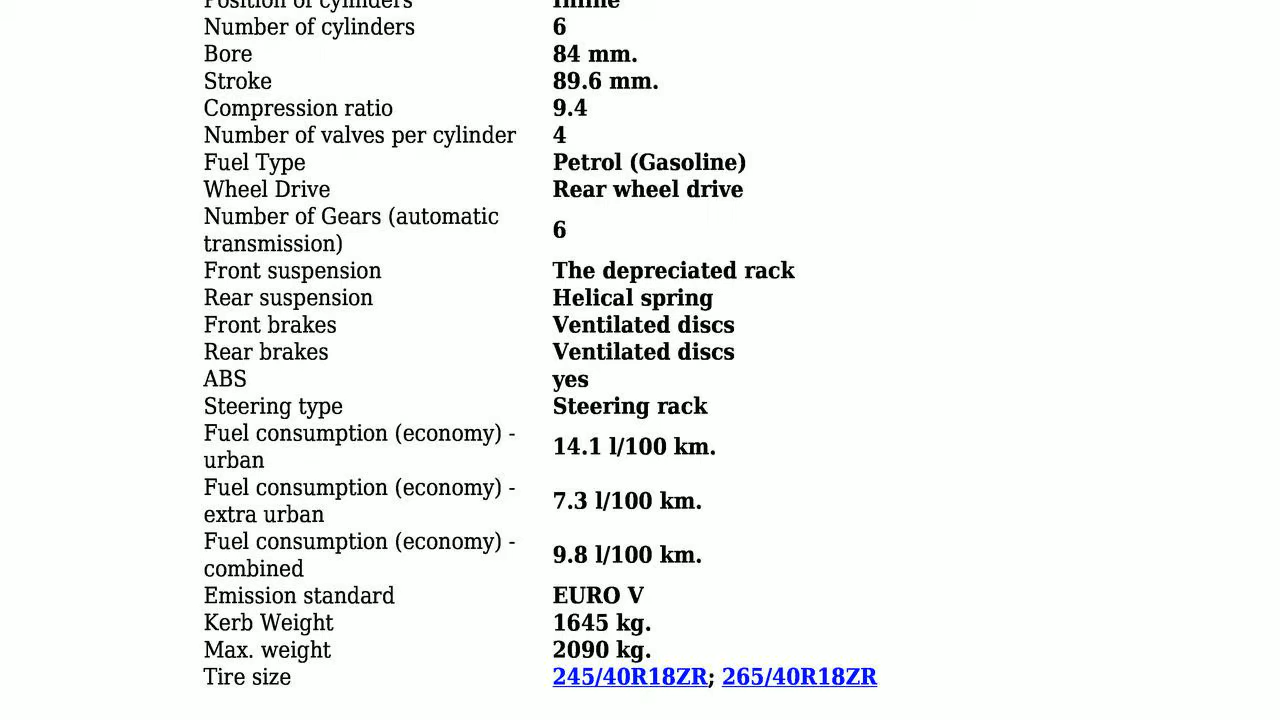 Position of cylinders Inline
Number of cylinders 6
Bore 84 mm.
Stroke 89.6 mm.
Compression ratio 9.4
Number of valves per cylinder 4
Fuel Type Petrol (Gasoline)
Wheel Drive Rear wheel drive
Number of Gears (automatic
transmission) 6
Front suspension The depreciated rack
Rear suspension Helical spring
Front brakes Ventilated discs
Rear brakes Ventilated discs
ABS yes
Steering type Steering rack
Fuel consumption (economy) -
urban 14.1 l/100 km.
Fuel consumption (economy) -
extra urban 7.3 l/100 km.
Fuel consumption (economy) -
combined 9.8 l/100 km.
Emission standard EURO V
Kerb Weight 1645 kg.
Max. weight 2090 kg.
Tire size 245/40R18ZR; 265/40R18ZR